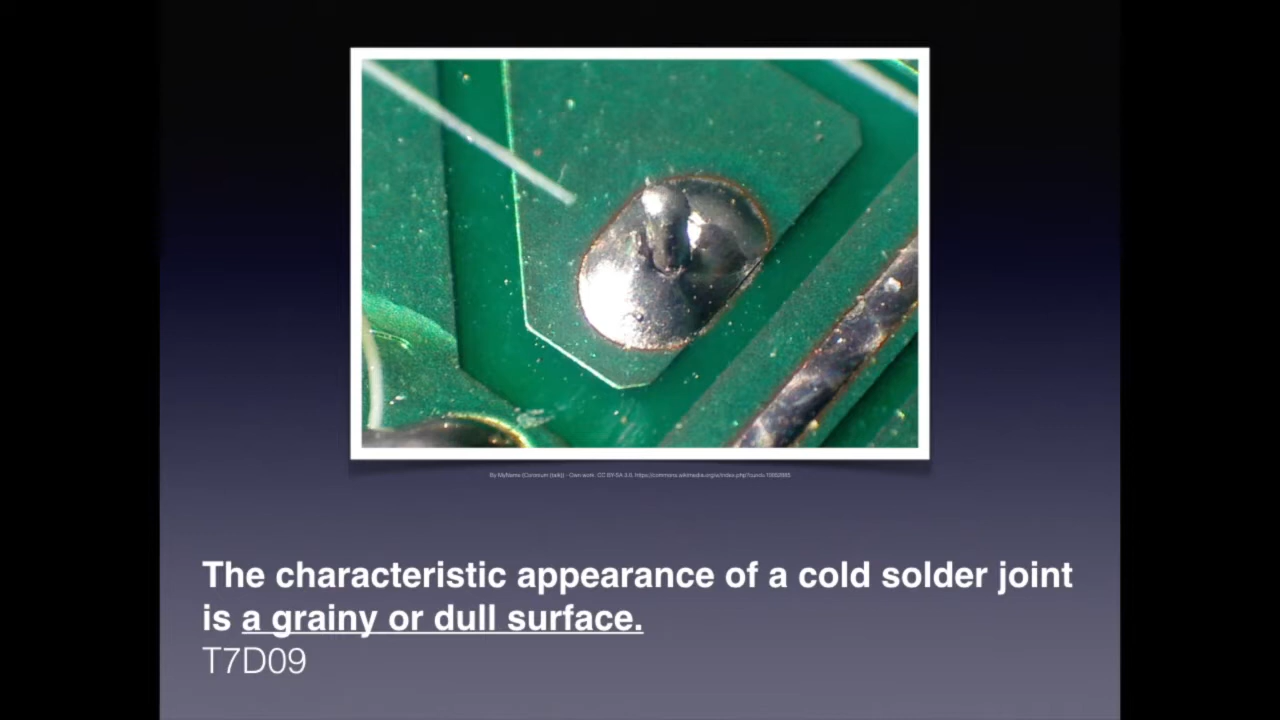 The characteristic appearance of a cold solder joint
is a grainy or dull surface.
T7D09